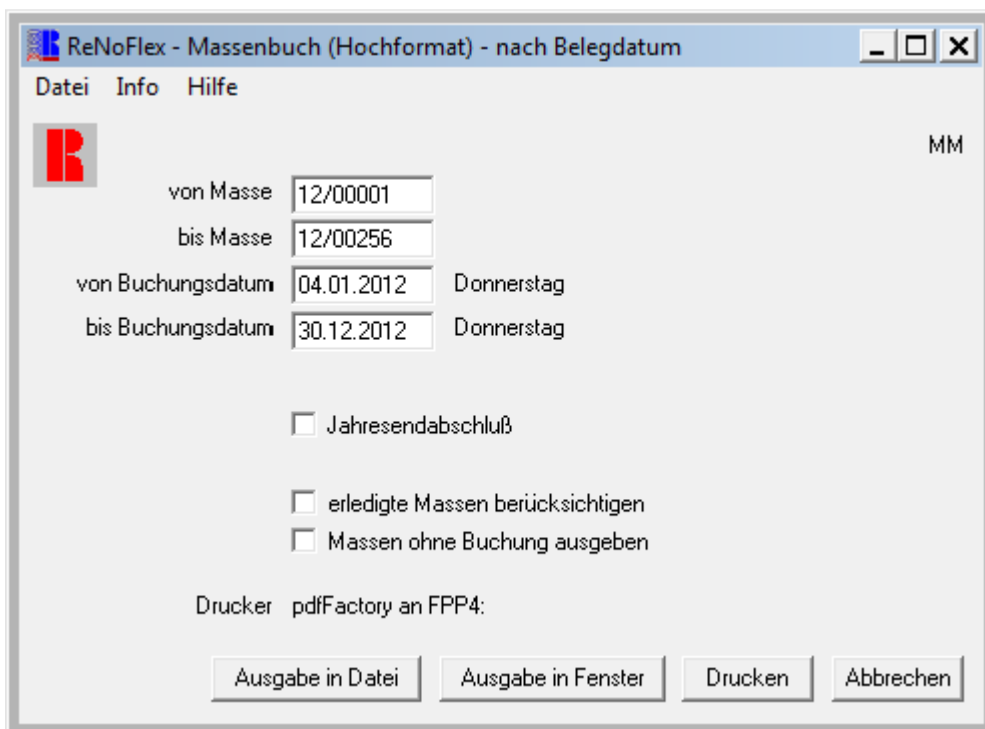 ReNoFlex - Massenbuch (Hochformat) - nach Belegdatum
Datei Info Hilfe
MM
von Masse 12/00001
bis Masse 12/00256
von Buchungsdatum 04.01.2012 Donnerstag
bis Buchungsdatum 30.12.2012 Donnerstag
Jahresendabschluß
erledigte Massen berücksichtigen
Massen ohne Buchung ausgeben
Drucker pdfFactory an FPP4:
Ausgabe in Datei Ausgabe in Fenster Drucken Abbrechen